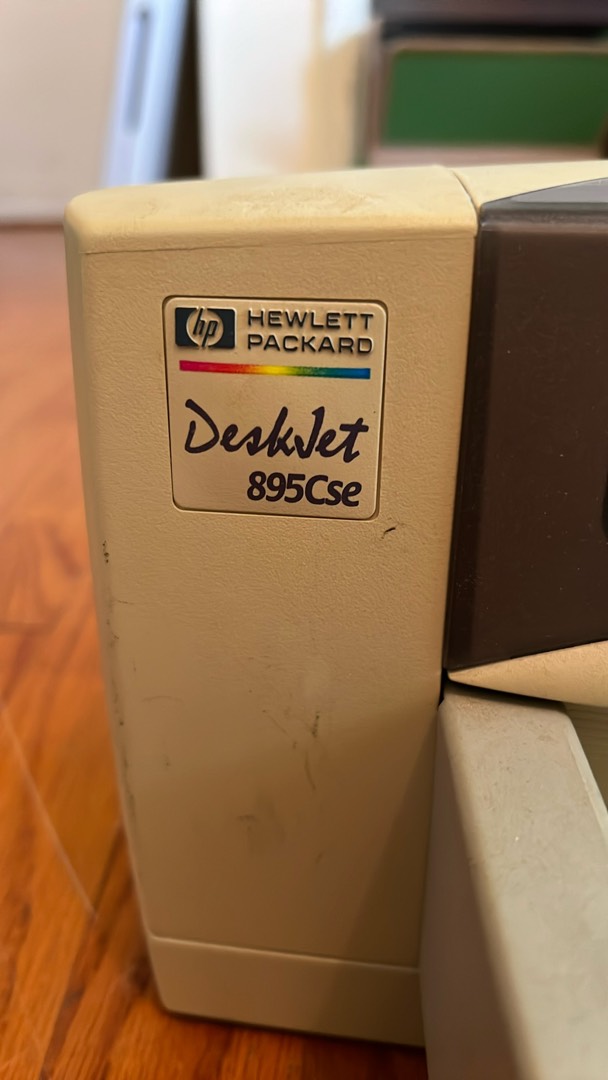 hp HEWLETT
PACKARD
DeskJet
895Cse